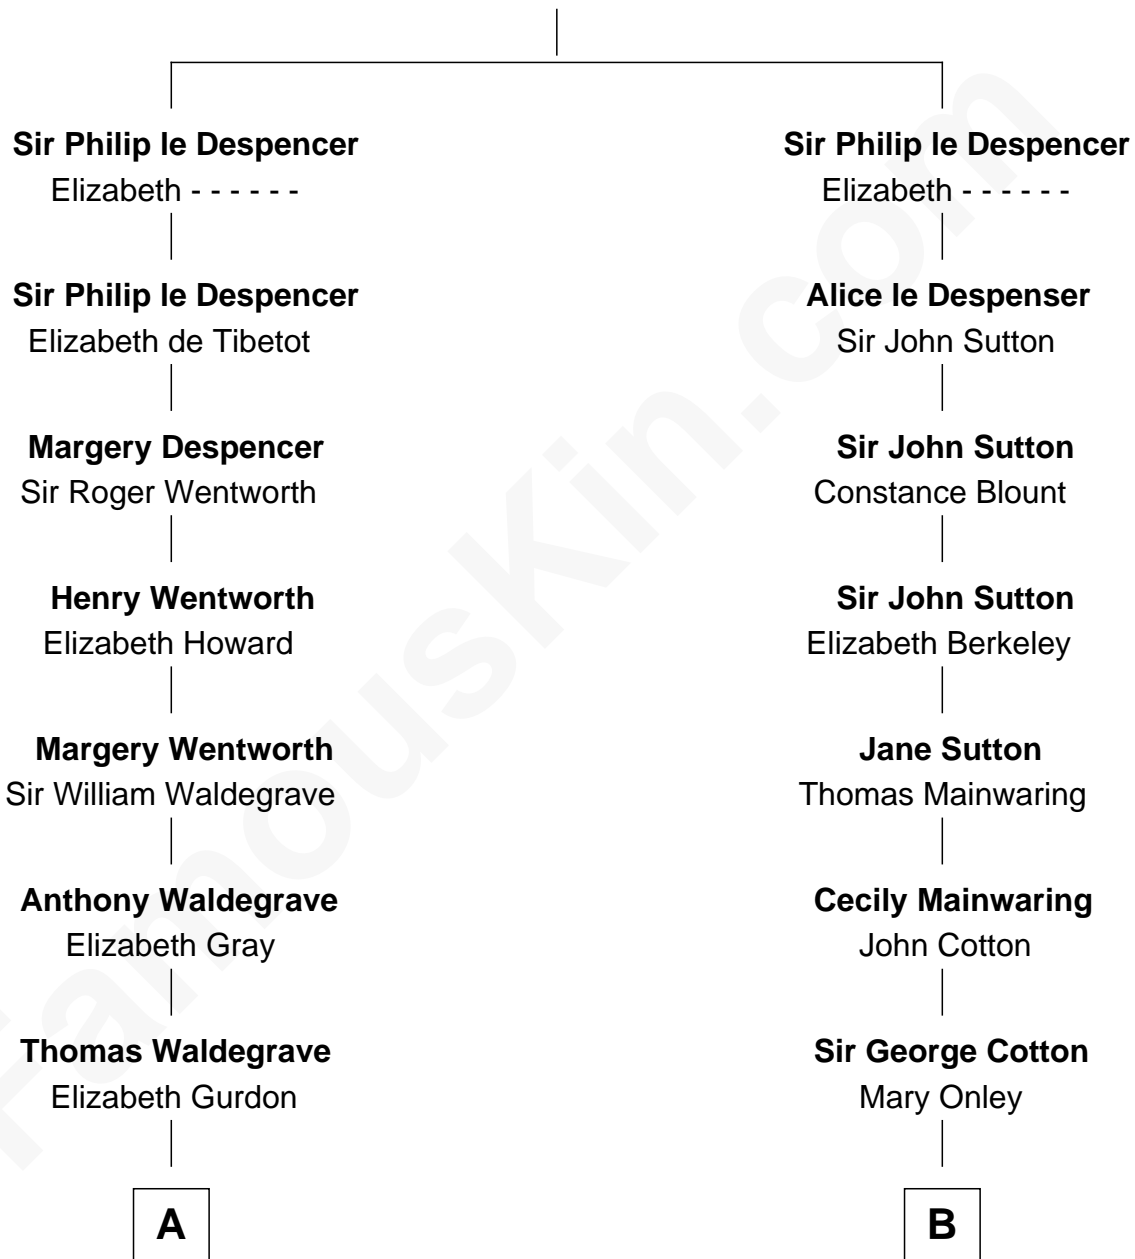 Sir Philip le Despencer
Elizabeth - - - - - -
Sir Philip le Despencer
Elizabeth de Tibetot
Margery Despencer
Sir Roger Wentworth
Henry Wentworth
Elizabeth Howard
Margery Wentworth
Sir William Waldegrave
Anthony Waldegrave
Elizabeth Gray
Thomas Waldegrave
Elizabeth Gurdon
A
Sir Philip le Despencer
Elizabeth - - - - - -
Alice le Despenser
Sir John Sutton
Sir John Sutton
Constance Blount
Sir John Sutton
Elizabeth Berkeley
Jane Sutton
Thomas Mainwaring
Cecily Mainwaring
John Cotton
Sir George Cotton
Mary Onley
B
FamousKin.com